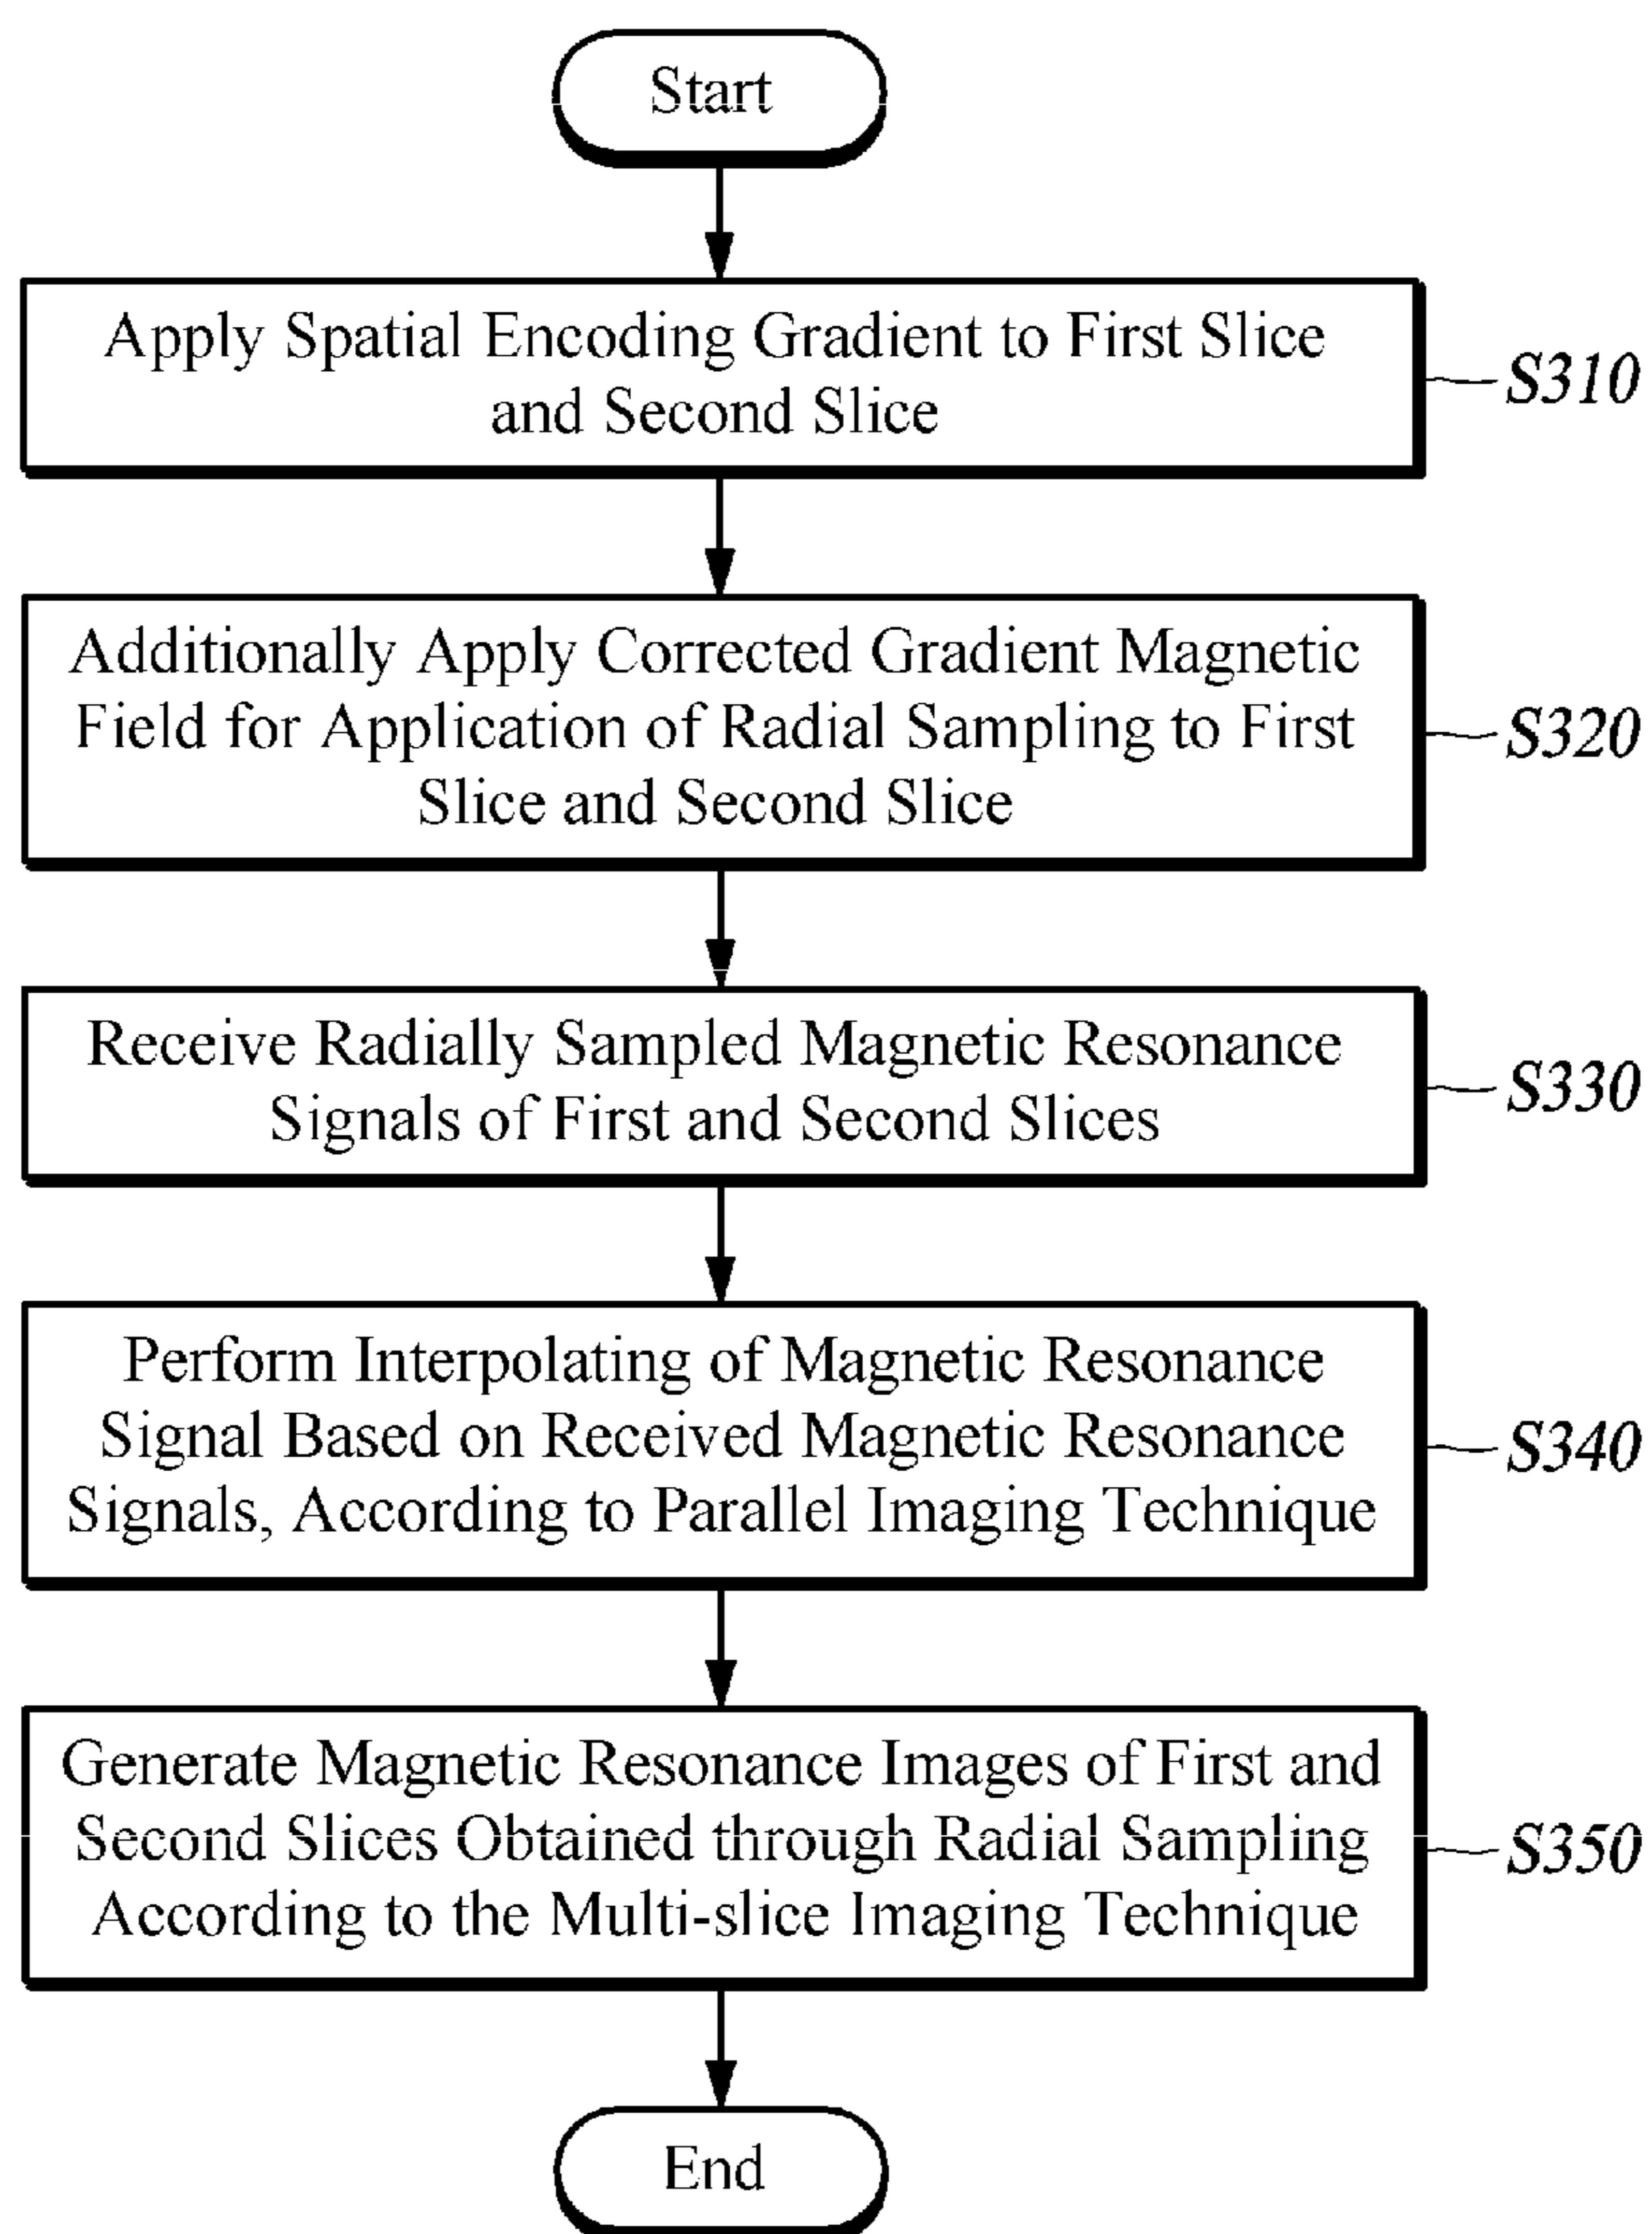 Start
Apply Spatial Encoding Gradient to First Slice
and Second Slice
S310
Additionally Apply Corrected Gradient Magnetic
Field for Application of Radial Sampling to First
Slice and Second Slice
S320
Receive Radially Sampled Magnetic Resonance
Signals of First and Second Slices
S330
Perform Interpolating of Magnetic Resonance
Signal Based on Received Magnetic Resonance
Signals, According to Parallel Imaging Technique
S340
Generate Magnetic Resonance Images of First and
Second Slices Obtained through Radial Sampling
According to the Multi-slice Imaging Technique
S350
End